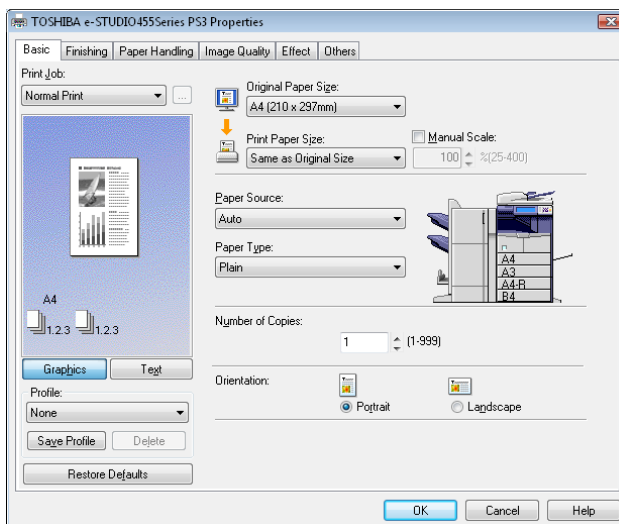 TOSHIBA e-STUDIO455Series PS3 Properties
Basic Finishing Paper Handling Image Quality Effect Others
Print Job:
Normal Print
...
A4
1.2.3 1.2.3
Graphics Text
Profile:
None
Save Profile Delete
Restore Defaults
Original Paper Size:
A4 (210 x 297mm)
Print Paper Size:
Same as Original Size
Manual Scale:
100 %(25-400)
Paper Source:
Auto
Paper Type:
Plain
A4
A3
A4-R
B4
Number of Copies:
1 (1-999)
Orientation:
Portrait Landscape
OK Cancel Help